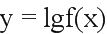 y = lgf(x)